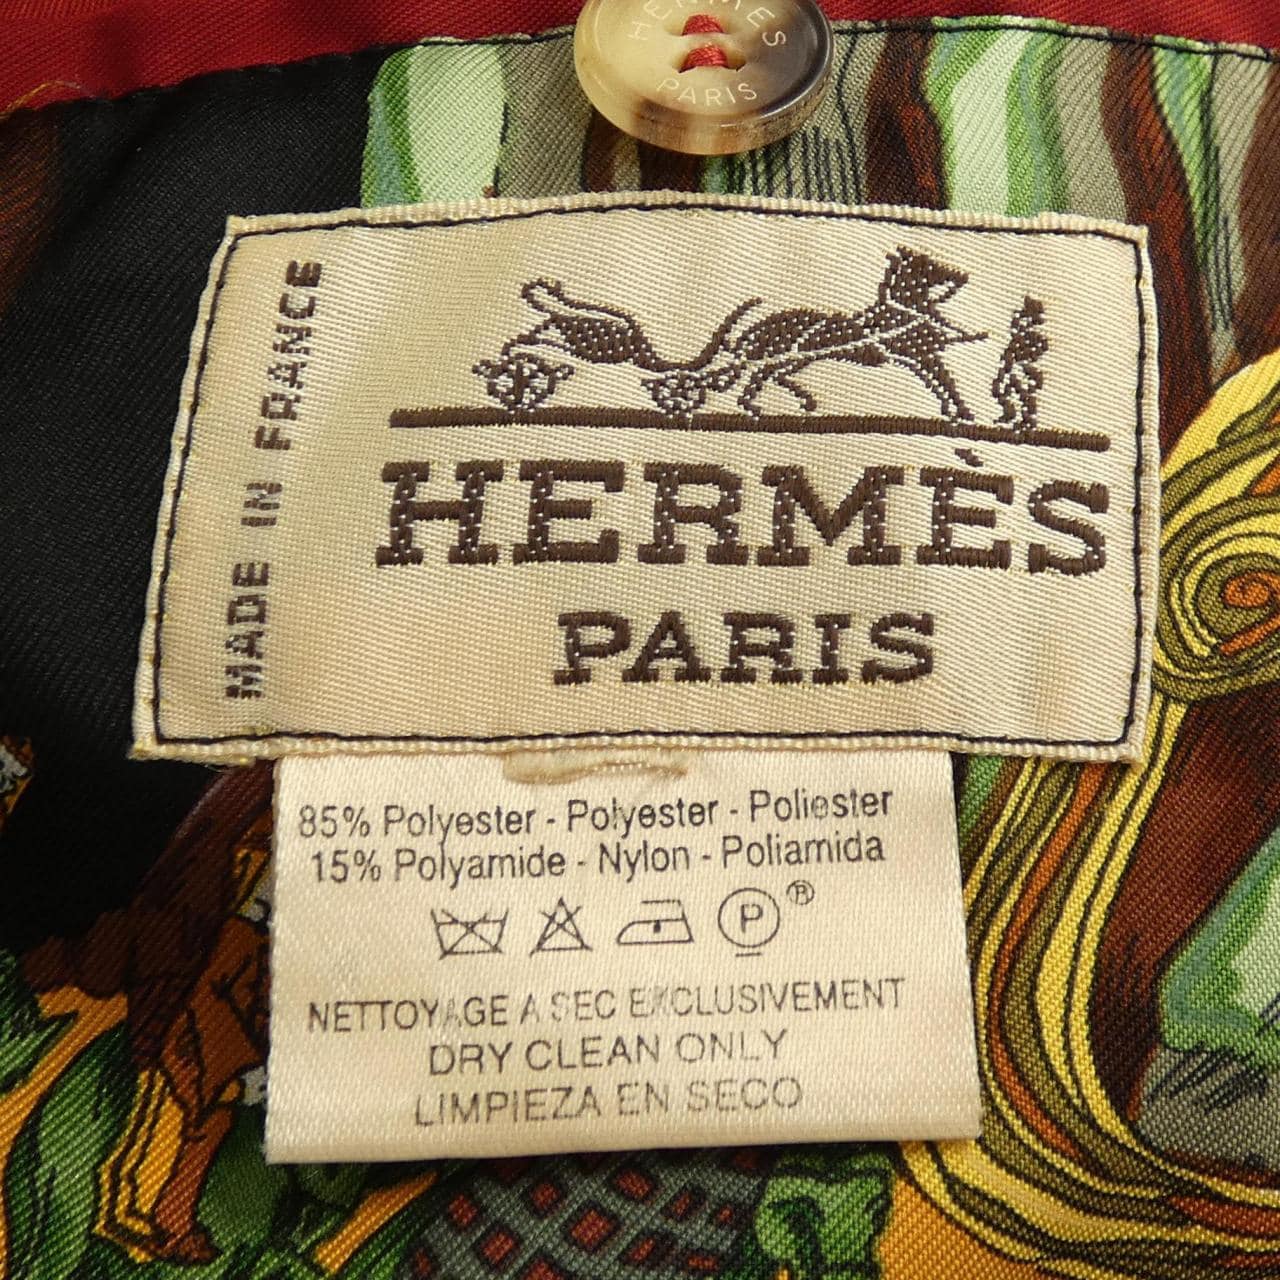 HERMES
PARIS
MADE IN FRANCE
HERMÈS
PARIS
85% Polyester - Polyester - Poliester
15% Polyamide - Nylon - Poliamida
P ®
NETTOYAGE A SEC EXCLUSIVEMENT
DRY CLEAN ONLY
LIMPIEZA EN SECO